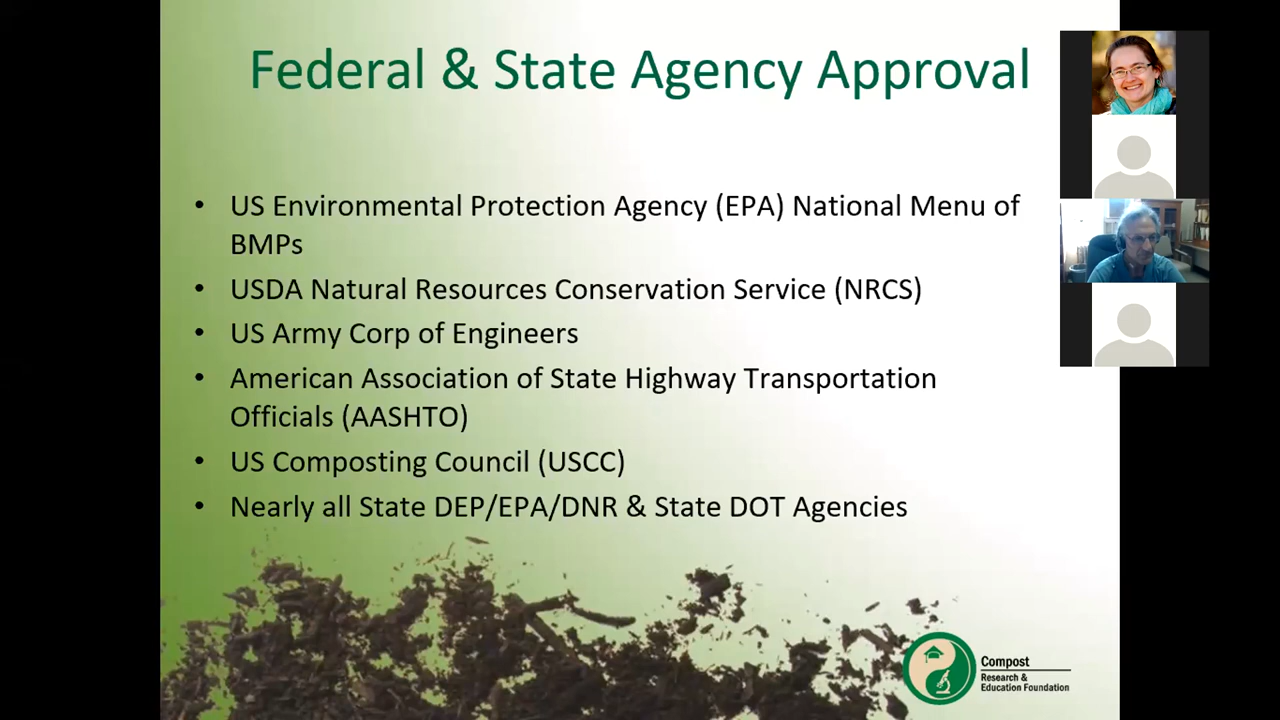 Federal & State Agency Approval
• US Environmental Protection Agency (EPA) National Menu of
BMPs
• USDA Natural Resources Conservation Service (NRCS)
• US Army Corp of Engineers
• American Association of State Highway Transportation
Officials (AASHTO)
• US Composting Council (USCC)
• Nearly all State DEP/EPA/DNR & State DOT Agencies
Compost
Research &
Education Foundation